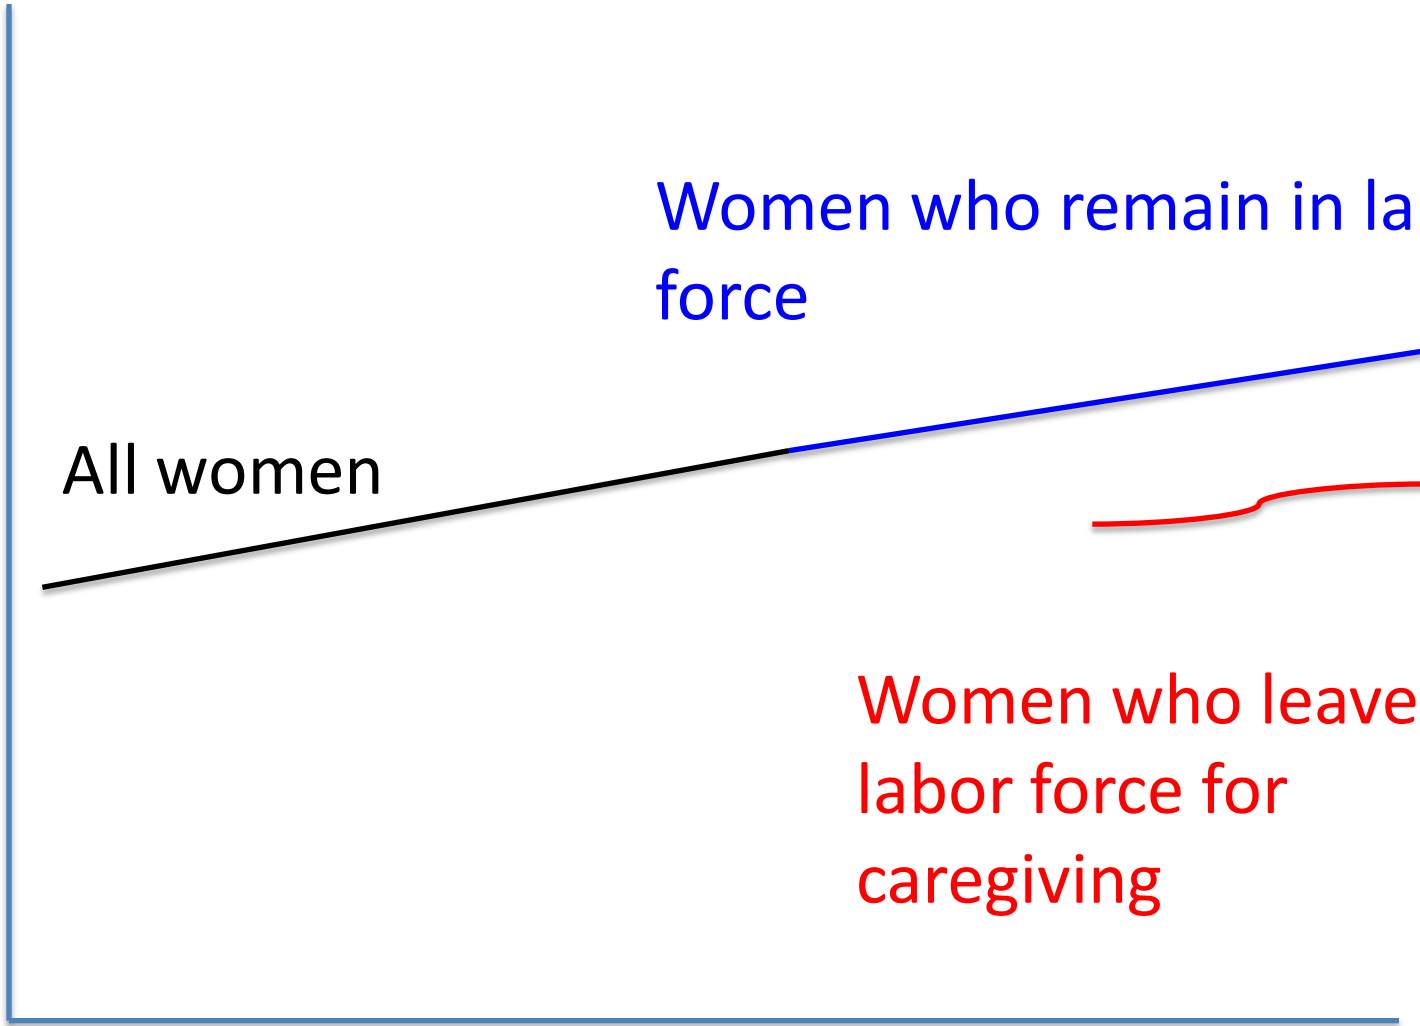 Women who remain in la
force
All women
Women who leave
labor force for
caregiving